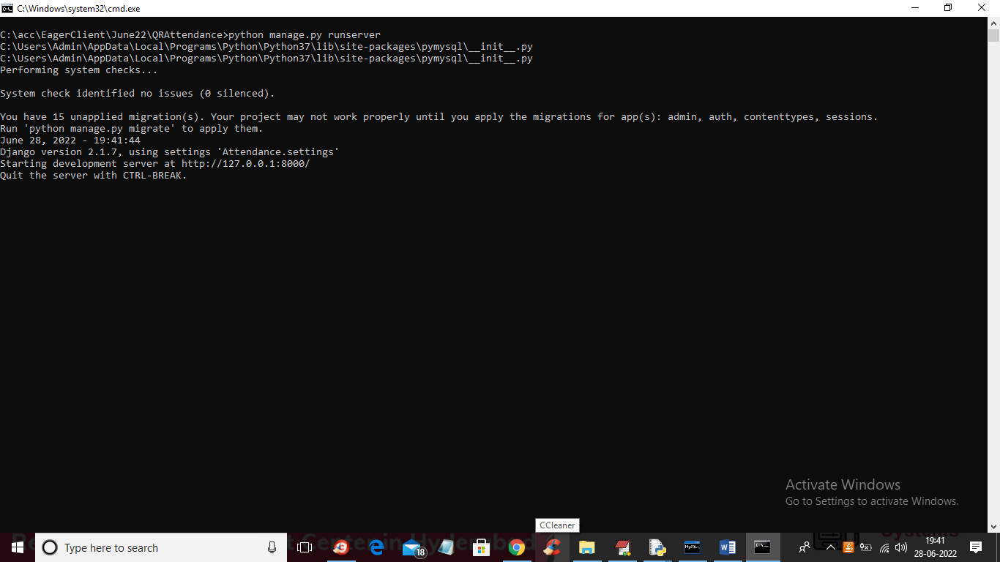 C:\Windows\system32\cmd.exe
C:\acc\EagerClient\June22\QRAttendance>python manage.py runserver
C:\Users\Admin\AppData\Local\Programs\Python\Python37\lib\site-packages\pymysql\__init__.py
C:\Users\Admin\AppData\Local\Programs\Python\Python37\lib\site-packages\pymysql\__init__.py
Performing system checks...
System check identified no issues (0 silenced).
You have 15 unapplied migration(s). Your project may not work properly until you apply the migrations for app(s): admin, auth, contenttypes, sessions.
Run 'python manage.py migrate' to apply them.
June 28, 2022 - 19:41:44
Django version 2.1.7, using settings 'Attendance.settings'
Starting development server at http://127.0.0.1:8000/
Quit the server with CTRL-BREAK.
Activate Windows
Go to Settings to activate Windows.
CCleaner
Type here to search
18
19:41
28-06-2022